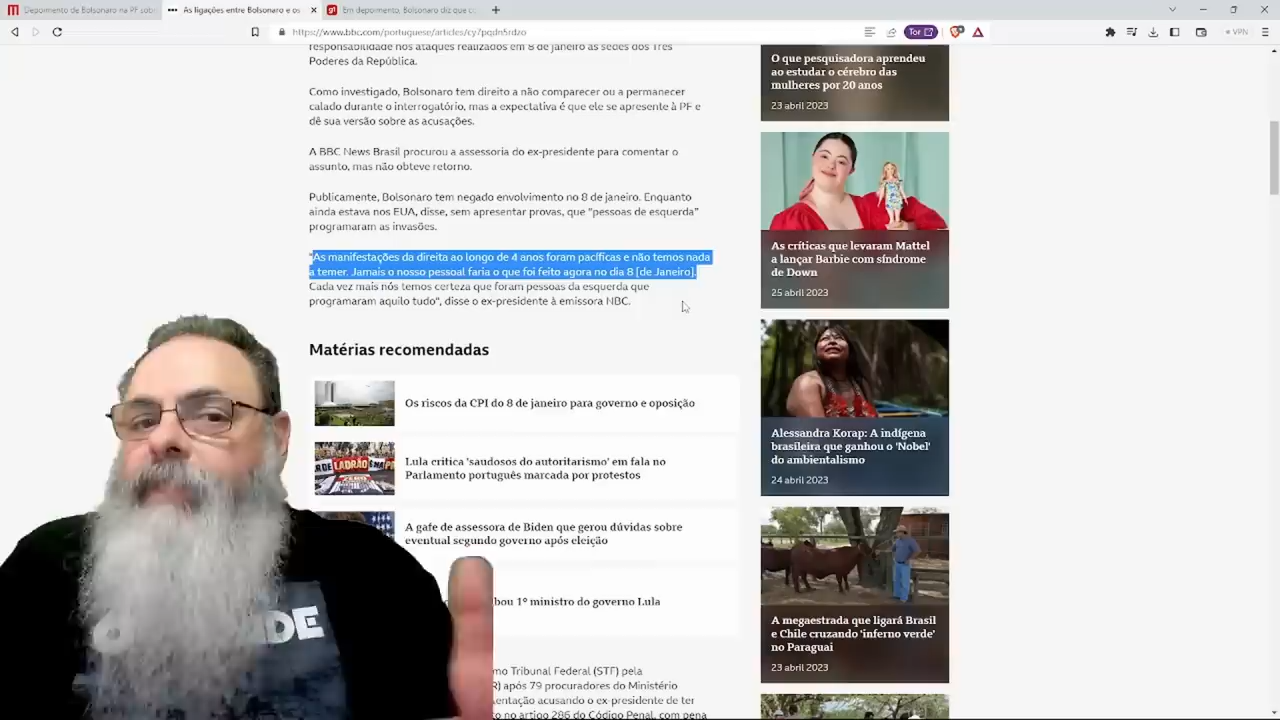 Depoimento de Bolsonaro na PF sob
As ligações entre Bolsonaro e os
Em depoimento, Bolsonaro diz que c
https://www.bbc.com/portuguese/articles/cy7pqdn5rdzo
Tor
VPN
responsabilidade nos ataques realizados em 8 de janeiro às sedes dos Três
Poderes da República.
Como investigado, Bolsonaro tem direito a não comparecer ou a permanecer
calado durante o interrogatório, mas a expectativa é que ele se apresente à PF e
dê sua versão sobre as acusações.
A BBC News Brasil procurou a assessoria do ex-presidente para comentar o
assunto, mas não obteve retorno.
Publicamente, Bolsonaro tem negado envolvimento no 8 de janeiro. Enquanto
ainda estava nos EUA, disse, sem apresentar provas, que "pessoas de esquerda"
programaram as invasões.
"As manifestações da direita ao longo de 4 anos foram pacíficas e não temos nada
a temer. Jamais o nosso pessoal faria o que foi feito agora no dia 8 [de Janeiro].
Cada vez mais nós temos certeza que foram pessoas da esquerda que
programaram aquilo tudo", disse o ex-presidente à emissora NBC.
Matérias recomendadas
Os riscos da CPI do 8 de janeiro para governo e oposição
Lula critica 'saudosos do autoritarismo' em fala no
Parlamento português marcada por protestos
A gafe de assessora de Biden que gerou dúvidas sobre
eventual segundo governo após eleição
bou 1º ministro do governo Lula
mo Tribunal Federal (STF) pela
R) após 79 procuradores do Ministério
entação acusando o ex-presidente de ter
to no artigo 286 do Código Penal, com pena
O que pesquisadora aprendeu
ao estudar o cérebro das
mulheres por 20 anos
23 abril 2023
As críticas que levaram Mattel
a lançar Barbie com síndrome
de Down
25 abril 2023
Alessandra Korap: A indígena
brasileira que ganhou o 'Nobel'
do ambientalismo
24 abril 2023
A megaestrada que ligará Brasil
e Chile cruzando 'inferno verde'
no Paraguai
23 abril 2023